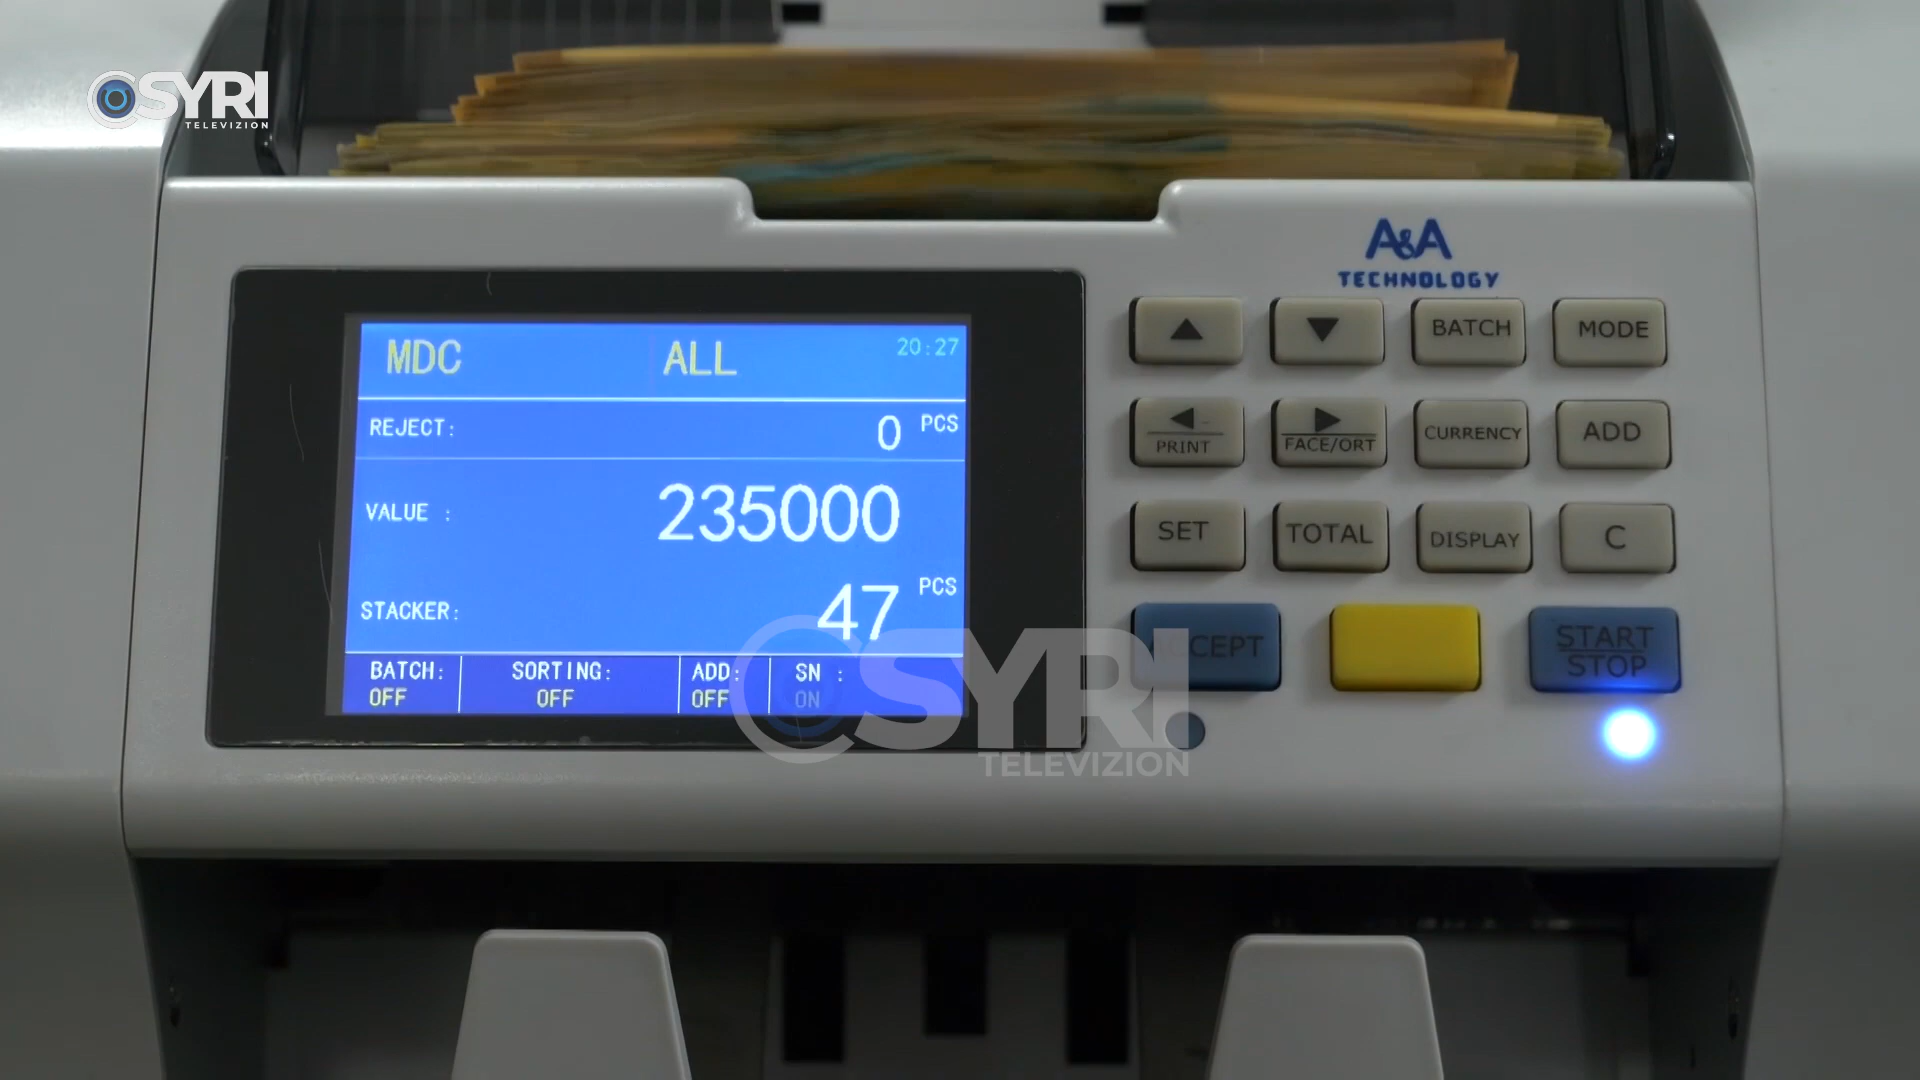 SYRI
TELEVIZION
A&A
TECHNOLOGY
MDC ALL 20:27
REJECT: 0 PCS
VALUE : 235000
STACKER: 47 PCS
BATCH: SORTING: ADD: SN :
OFF OFF OFF ON
BATCH MODE
PRINT FACE/ORT CURRENCY ADD
SET TOTAL DISPLAY C
ACCEPT START
STOP
SYRI
TELEVIZION